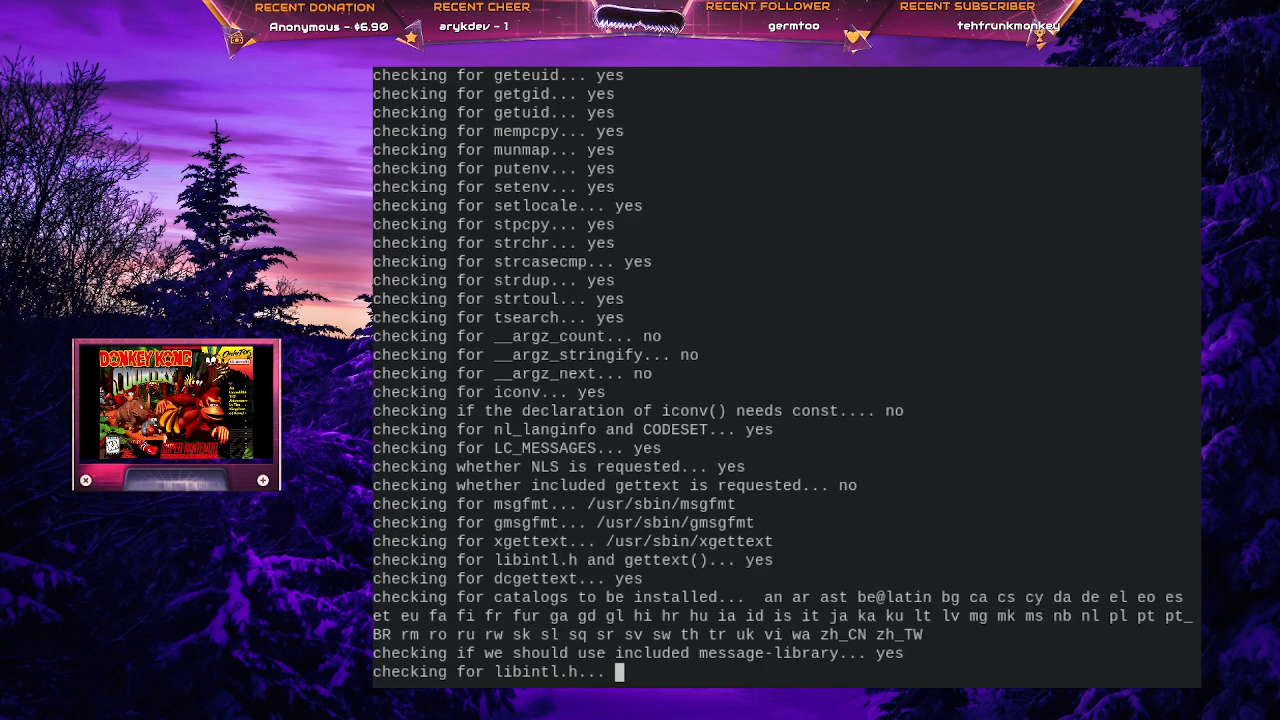 RECENT DONATION
Anonymous - $6.90
RECENT CHEER
arykdev - 1
RECENT FOLLOWER
germtoo
RECENT SUBSCRIBER
tehtrunkmonkey
checking for geteuid... yes
checking for getgid... yes
checking for getuid... yes
checking for mempcpy... yes
checking for munmap... yes
checking for putenv... yes
checking for setenv... yes
checking for setlocale... yes
checking for stpcpy... yes
checking for strchr... yes
checking for strcasecmp... yes
checking for strdup... yes
checking for strtoul... yes
checking for tsearch... yes
checking for __argz_count... no
checking for __argz_stringify... no
checking for __argz_next... no
checking for iconv... yes
checking if the declaration of iconv() needs const.... no
checking for nl_langinfo and CODESET... yes
checking for LC_MESSAGES... yes
checking whether NLS is requested... yes
checking whether included gettext is requested... no
checking for msgfmt... /usr/sbin/msgfmt
checking for gmsgfmt... /usr/sbin/gmsgfmt
checking for xgettext... /usr/sbin/xgettext
checking for libintl.h and gettext()... yes
checking for dcgettext... yes
checking for catalogs to be installed...  an ar ast be@latin bg ca cs cy da de el eo es
et eu fa fi fr fur ga gd gl hi hr hu ia id is it ja ka ku lt lv mg mk ms nb nl pl pt pt_
BR rm ro ru rw sk sl sq sr sv sw th tr uk vi wa zh_CN zh_TW
checking if we should use included message-library... yes
checking for libintl.h...
DONKEY KONG
COUNTRY
SUPER NINTENDO